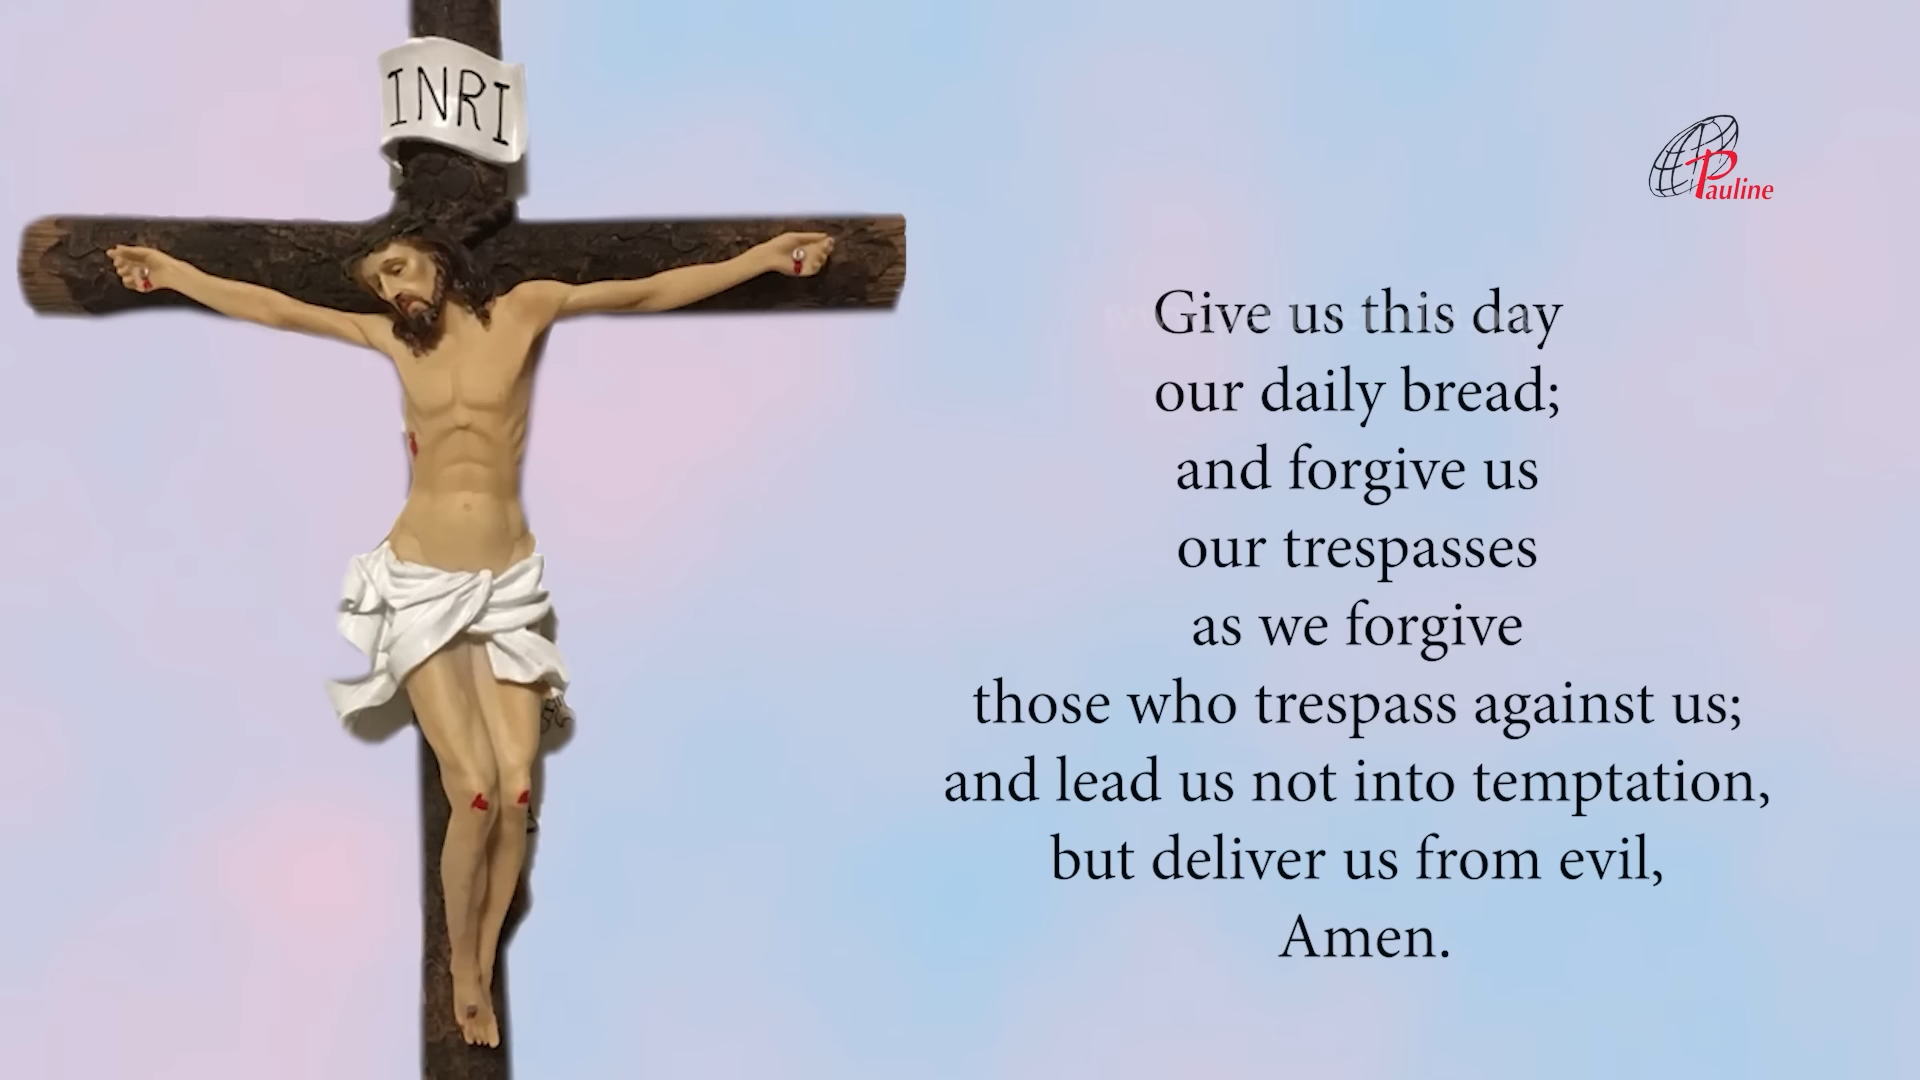 INRI
Pauline
Give us this day
our daily bread;
and forgive us
our trespasses
as we forgive
those who trespass against us;
and lead us not into temptation,
but deliver us from evil,
Amen.